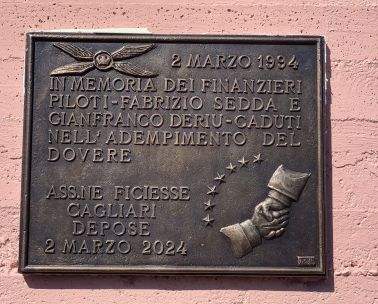 2 MARZO 1994
IN MEMORIA DEI FINANZIERI
PILOTI-FABRIZIO SEDDA E
GIANFRANCO DERIU-CADUTI
NELL'ADEMPIMENTO DEL
DOVERE
ASS.NE FICIESSE
CAGLIARI
DEPOSE
2 MARZO 2024